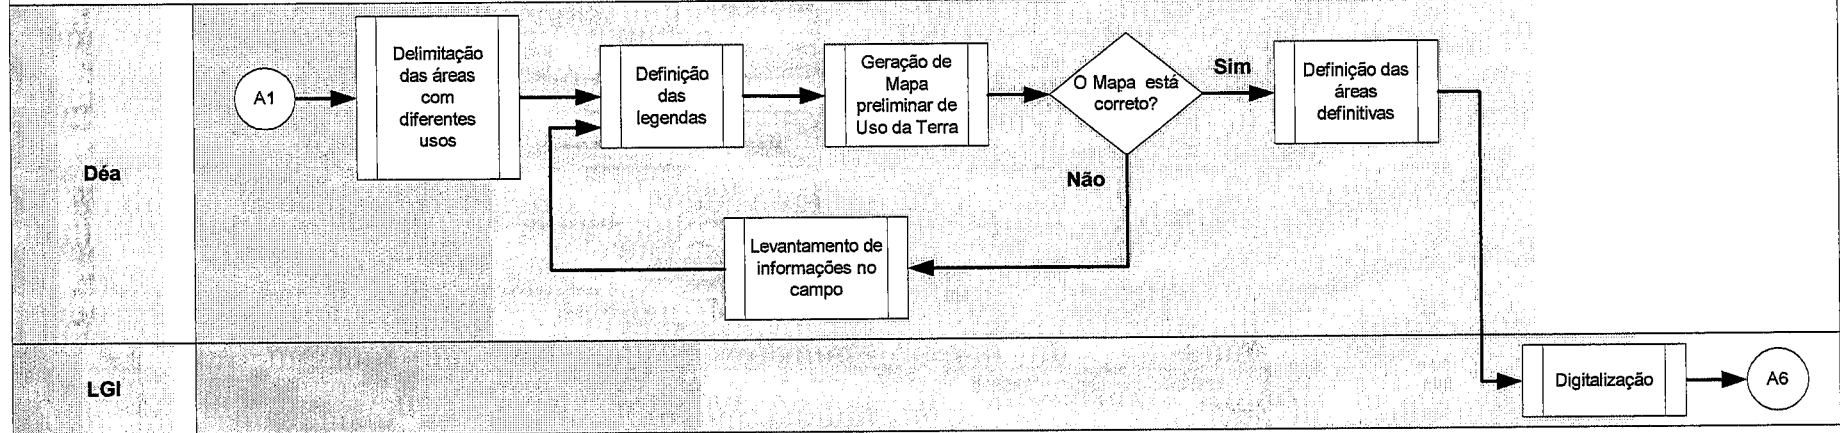 Déa
A1
Delimitação
das áreas
com
diferentes
usos
Definição
das
legendas
Geração de
Mapa
preliminar de
Uso da Terra
O Mapa está
correto?
Sim
Definição das
áreas
definitivas
Não
Levantamento de
informações no
campo
LGI
Digitalização
A6